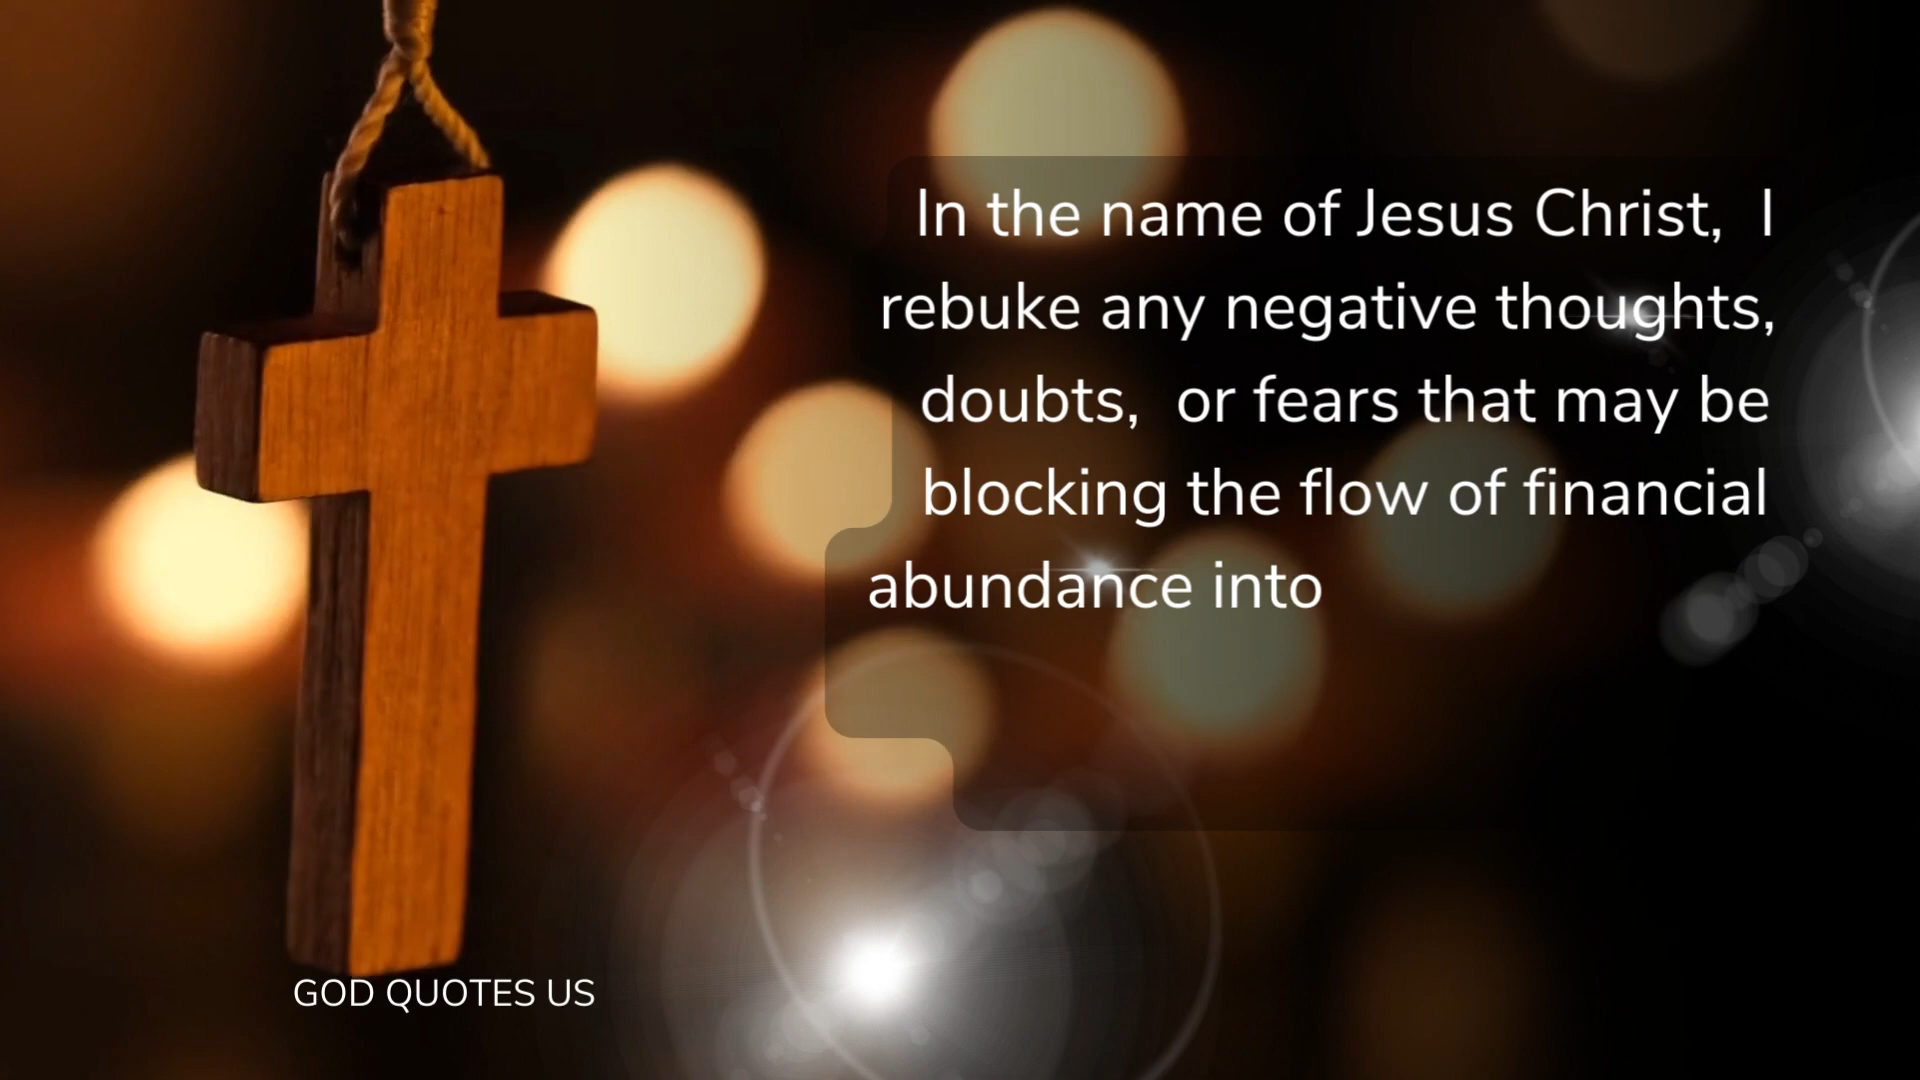 In the name of Jesus Christ,  I
rebuke any negative thoughts,
doubts,  or fears that may be
blocking the flow of financial
abundance into
GOD QUOTES US